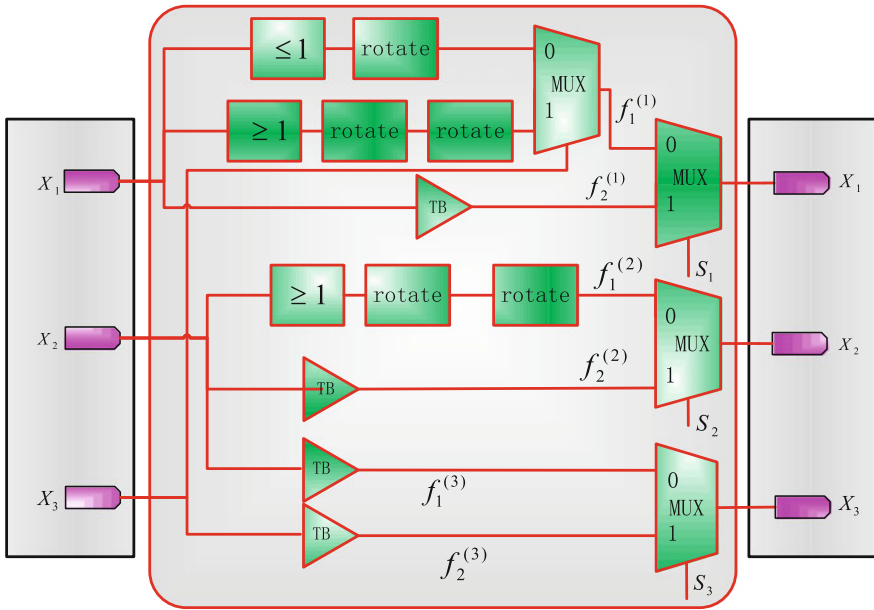 ≤1 rotate 0
MUX
1
f₁⁽¹⁾
≥1 rotate rotate
0
MUX
1
X₁
X₁
f₂⁽¹⁾
TB
S₁
f₁⁽²⁾
≥1 rotate rotate
0
MUX
1
X₂
X₂
f₂⁽²⁾
TB
S₂
TB
0
MUX
1
f₁⁽³⁾
X₃
X₃
TB
f₂⁽³⁾
S₃